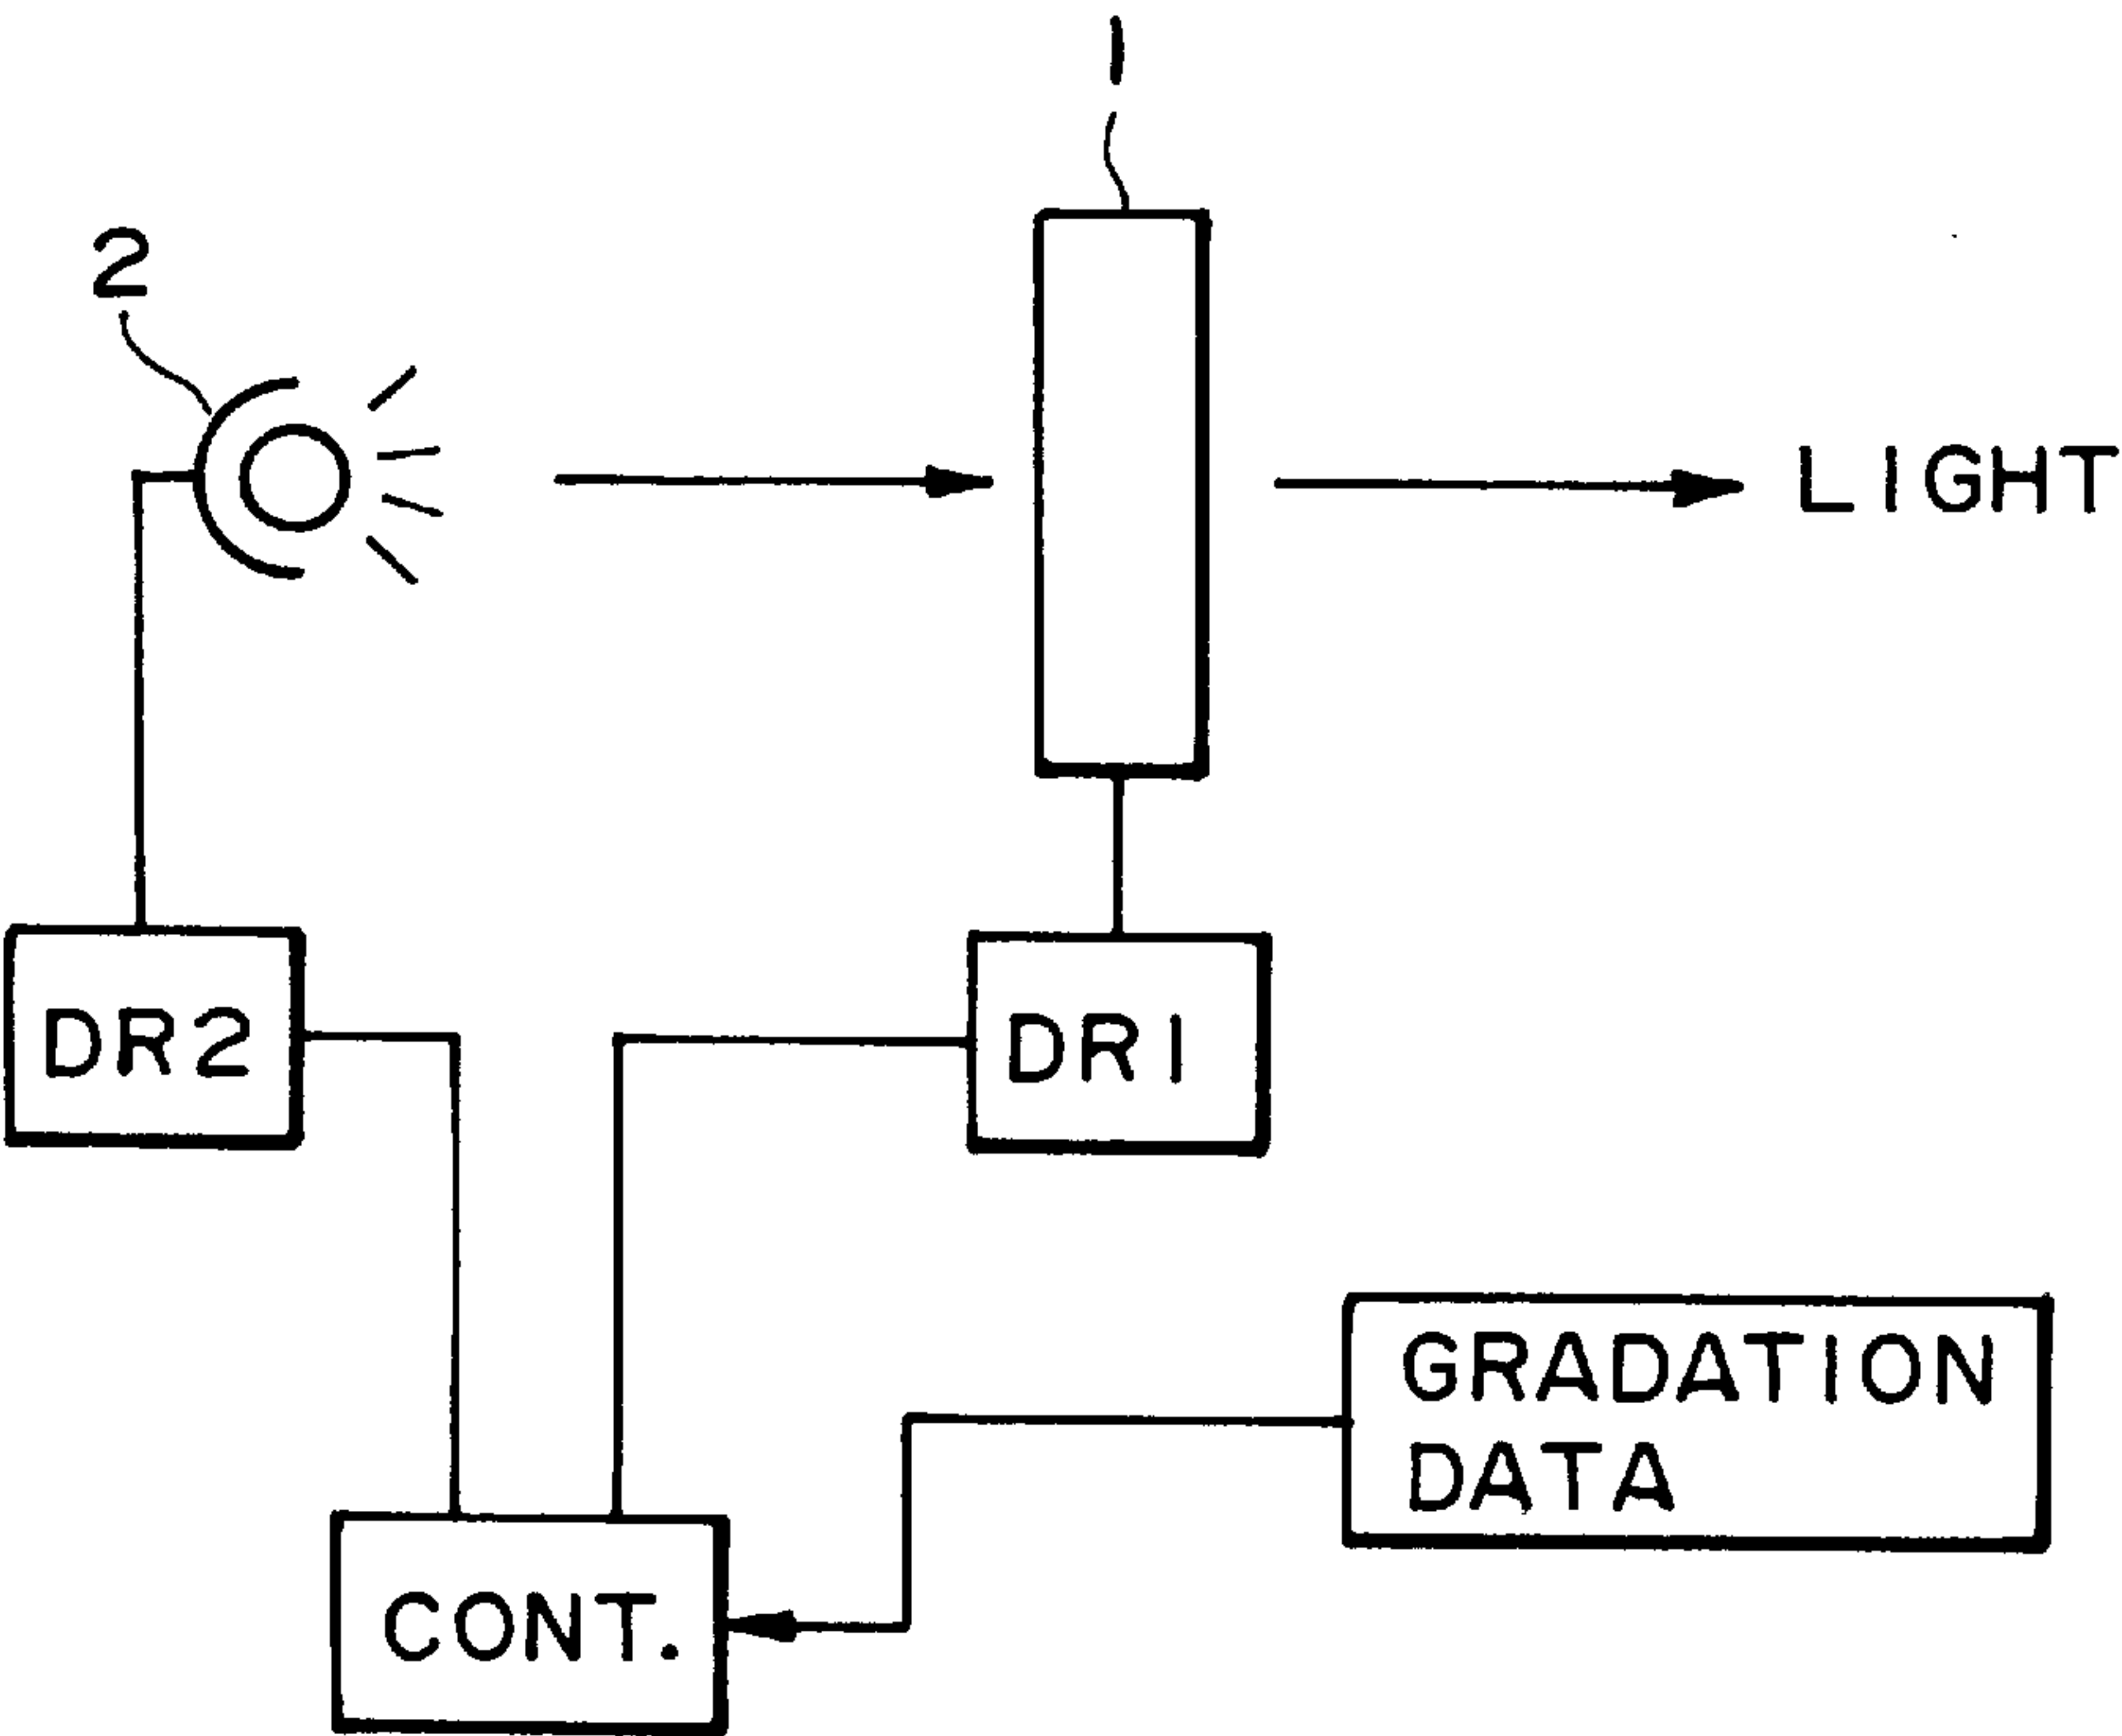 1
2
LIGHT
DR2
DR1
GRADATION
DATA
CONT.